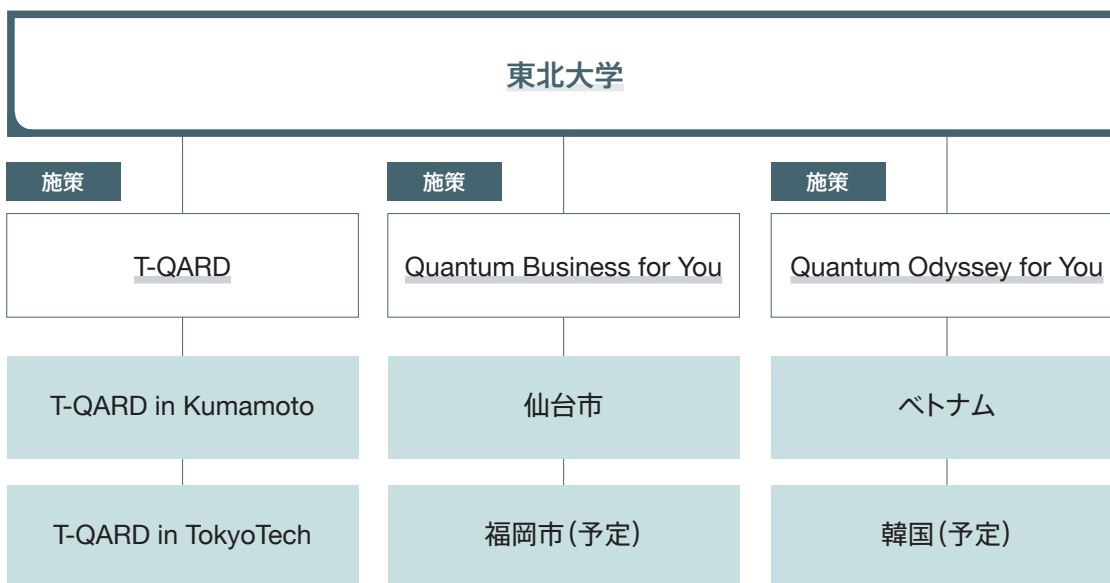 東北大学
施策
T-QARD
T-QARD in Kumamoto
T-QARD in TokyoTech
施策
Quantum Business for You
仙台市
福岡市(予定)
施策
Quantum Odyssey for You
ベトナム
韓国(予定)